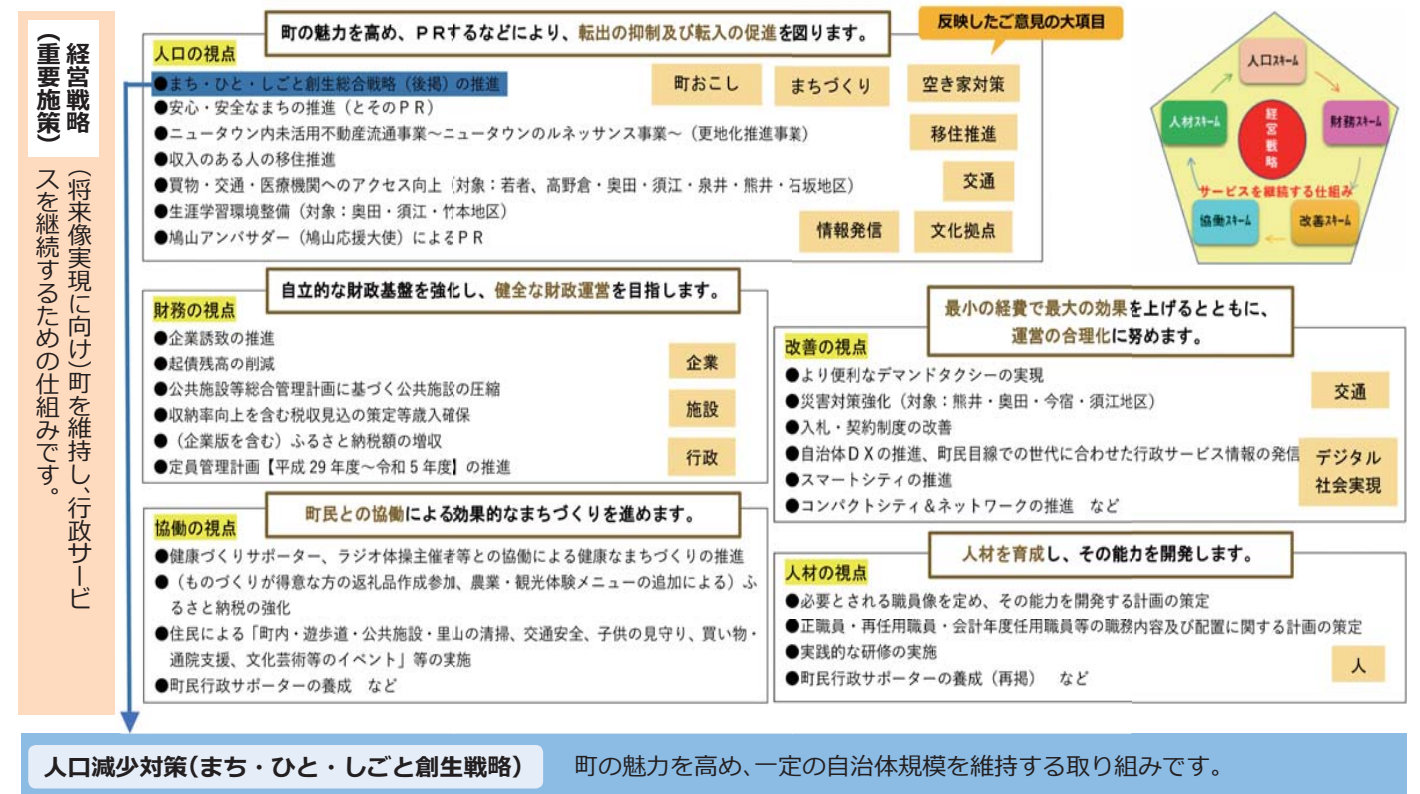 経営戦略
(重要施策)
(将来像実現に向け)町を維持し、行政サービ
スを継続するための仕組みです。
町の魅力を高め、ＰＲするなどにより、転出の抑制及び転入の促進を図ります。
反映したご意見の大項目
人口の視点
●まち・ひと・しごと創生総合戦略（後掲）の推進
●安心・安全なまちの推進（とそのＰＲ）
●ニュータウン内未活用不動産流通事業～ニュータウンのルネッサンス事業～（更地化推進事業）
●収入のある人の移住推進
●買物・交通・医療機関へのアクセス向上（対象：若者、高野倉・奥田・須江・泉井・熊井・石坂地区）
●生涯学習環境整備（対象：奥田・須江・竹本地区）
●鳩山アンバサダー（鳩山応援大使）によるＰＲ
町おこし
まちづくり
空き家対策
移住推進
交通
情報発信
文化拠点
人口ｽｷｰﾑ
人材ｽｷｰﾑ
経営戦略
財務ｽｷｰﾑ
サービスを継続する仕組み
協働ｽｷｰﾑ
改善ｽｷｰﾑ
自立的な財政基盤を強化し、健全な財政運営を目指します。
財務の視点
●企業誘致の推進
●起債残高の削減
●公共施設等総合管理計画に基づく公共施設の圧縮
●収納率向上を含む税収見込の策定等歳入確保
●（企業版を含む）ふるさと納税額の増収
●定員管理計画【平成 29 年度～令和 5 年度】の推進
企業
施設
行政
最小の経費で最大の効果を上げるとともに、
運営の合理化に努めます。
改善の視点
●より便利なデマンドタクシーの実現
●災害対策強化（対象：熊井・奥田・今宿・須江地区）
●入札・契約制度の改善
●自治体ＤＸの推進、町民目線での世代に合わせた行政サービス情報の発信
●スマートシティの推進
●コンパクトシティ＆ネットワークの推進　など
交通
デジタル
社会実現
町民との協働による効果的なまちづくりを進めます。
協働の視点
●健康づくりサポーター、ラジオ体操主催者等との協働による健康なまちづくりの推進
●（ものづくりが得意な方の返礼品作成参加、農業・観光体験メニューの追加による）ふ
るさと納税の強化
●住民による「町内・遊歩道・公共施設・里山の清掃、交通安全、子供の見守り、買い物・
通院支援、文化芸術等のイベント」等の実施
●町民行政サポーターの養成　など
人材を育成し、その能力を開発します。
人材の視点
●必要とされる職員像を定め、その能力を開発する計画の策定
●正職員・再任用職員・会計年度任用職員等の職務内容及び配置に関する計画の策定
●実践的な研修の実施
●町民行政サポーターの養成（再掲）　など
人
人口減少対策(まち・ひと・しごと創生戦略)
町の魅力を高め、一定の自治体規模を維持する取り組みです。